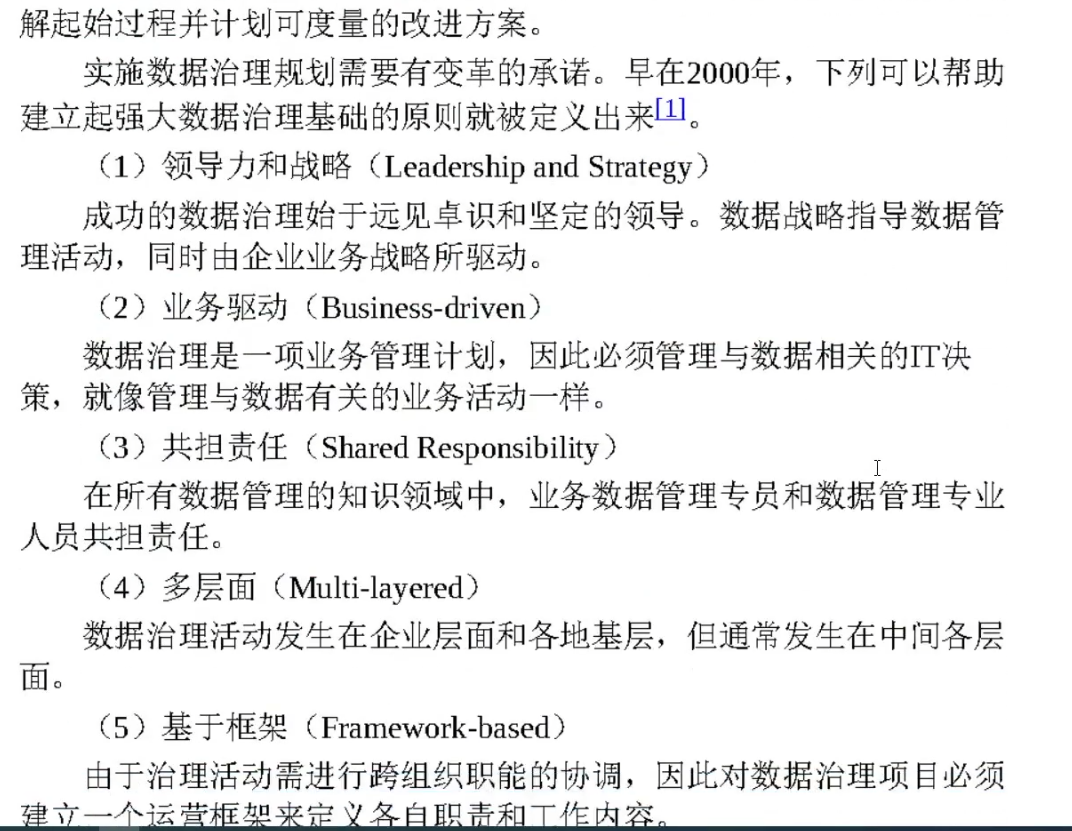 解起始过程并计划可度量的改进方案。
实施数据治理规划需要有变革的承诺。早在2000年，下列可以帮助
建立起强大数据治理基础的原则就被定义出来[1]。
（1）领导力和战略（Leadership and Strategy）
成功的数据治理始于远见卓识和坚定的领导。数据战略指导数据管
理活动，同时由企业业务战略所驱动。
（2）业务驱动（Business-driven）
数据治理是一项业务管理计划，因此必须管理与数据相关的IT决
策，就像管理与数据有关的业务活动一样。
（3）共担责任（Shared Responsibility）
在所有数据管理的知识领域中，业务数据管理专员和数据管理专业
人员共担责任。
（4）多层面（Multi-layered）
数据治理活动发生在企业层面和各地基层，但通常发生在中间各层
面。
（5）基于框架（Framework-based）
由于治理活动需进行跨组织职能的协调，因此对数据治理项目必须
建立一个运营框架来定义各自职责和工作内容。